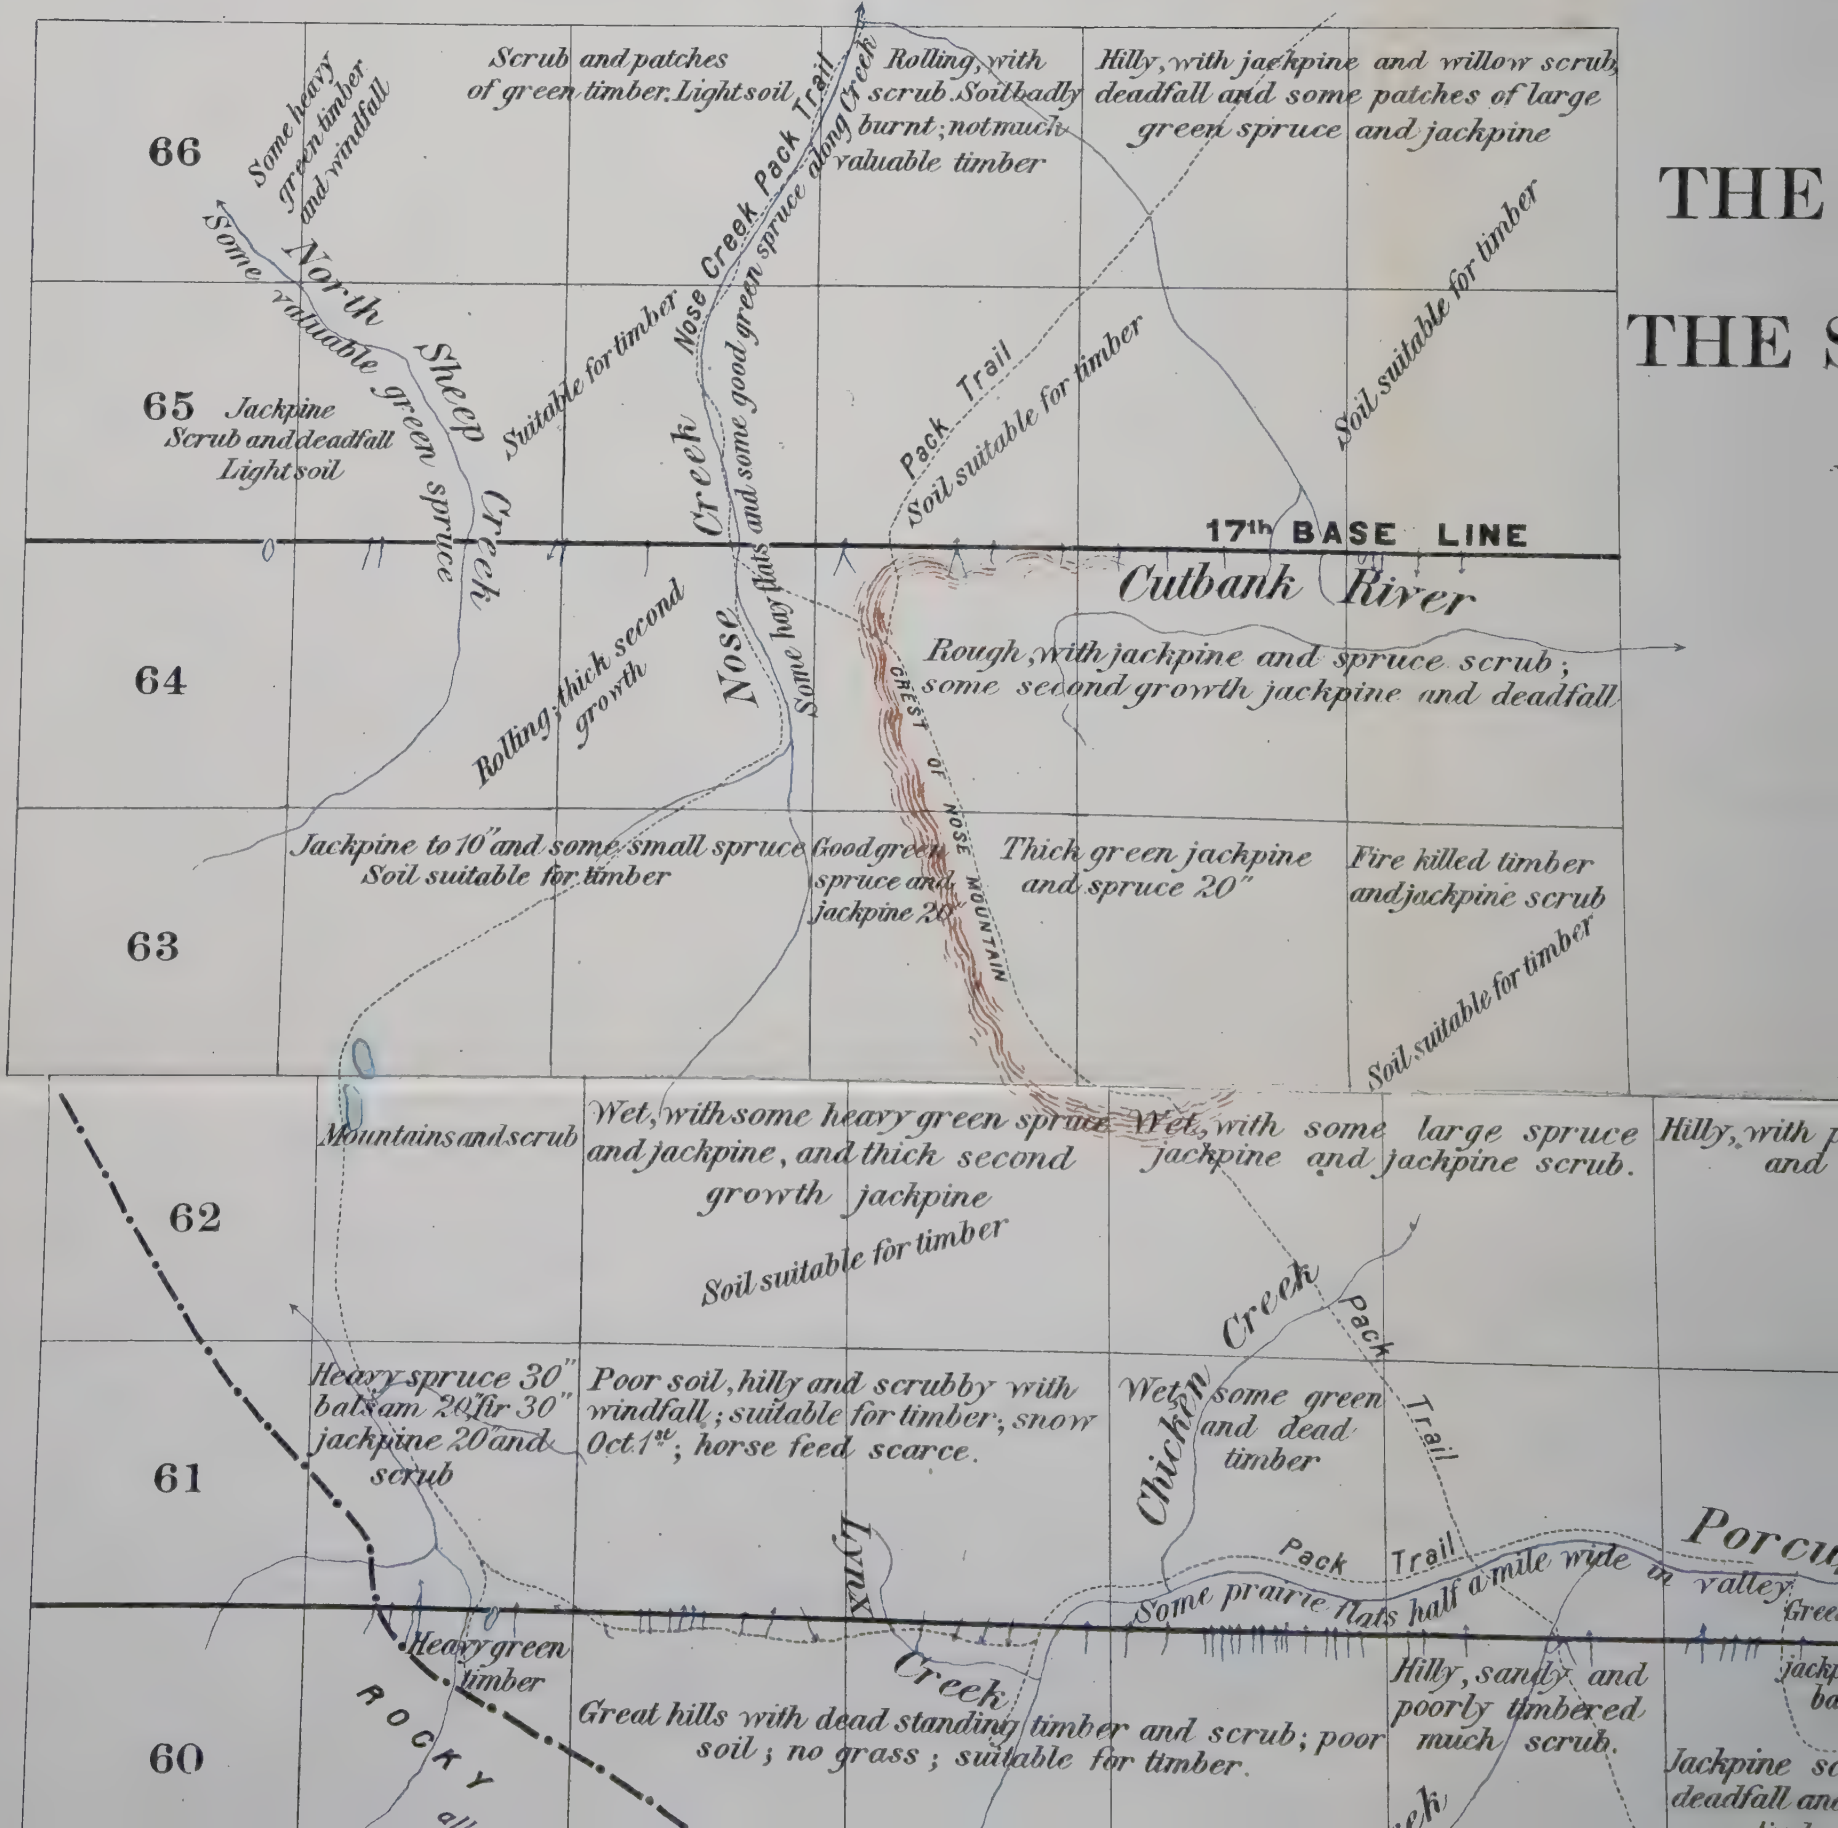 THE
THE S
66
Some heavy
green timber
and windfall
Scrub and patches
of green timber. Light soil
Nose Creek Pack Trail
Rolling, with
scrub. Soil badly
burnt; not much
valuable timber
Hilly, with jackpine and willow scrub,
deadfall and some patches of large
green spruce and jackpine
North Sheep Creek
Some valuable green spruce
65
Jackpine
Scrub and deadfall
Light soil
Suitable for timber
Nose Creek
Some hay flats and some good green spruce along Creek
Pack Trail
Soil suitable for timber
Soil suitable for timber
17th BASE LINE
Cutbank River
64
Rolling, thick second
growth
Rough, with jackpine and spruce scrub;
some second growth jackpine and deadfall
CREST OF NOSE MOUNTAIN
63
Jackpine to 10" and some small spruce
Soil suitable for timber
Good green
spruce and
jackpine 20"
Thick green jackpine
and spruce 20"
Fire killed timber
and jackpine scrub
Soil suitable for timber
62
Mountains and scrub
Wet, with some heavy green spruce
and jackpine, and thick second
growth jackpine
Soil suitable for timber
Wet, with some large spruce
jackpine and jackpine scrub.
Hilly, with p
and
Chicken Creek
Pack Trail
61
Heavy spruce 30"
balsam 20", fir 30"
jackpine 20" and
scrub
Poor soil, hilly and scrubby with
windfall; suitable for timber; snow
Oct. 1st; horse feed scarce.
Wet, some green
and dead
timber
Lynx Creek
Pack Trail
Porcu
Some prairie flats half a mile wide in valley
Gree
60
Heavy green
timber
ROCKY
all
Great hills with dead standing timber and scrub; poor
soil; no grass; suitable for timber.
Hilly, sandy and
poorly timbered
much scrub.
jackp
ba
Jackpine sc
deadfall and
eek